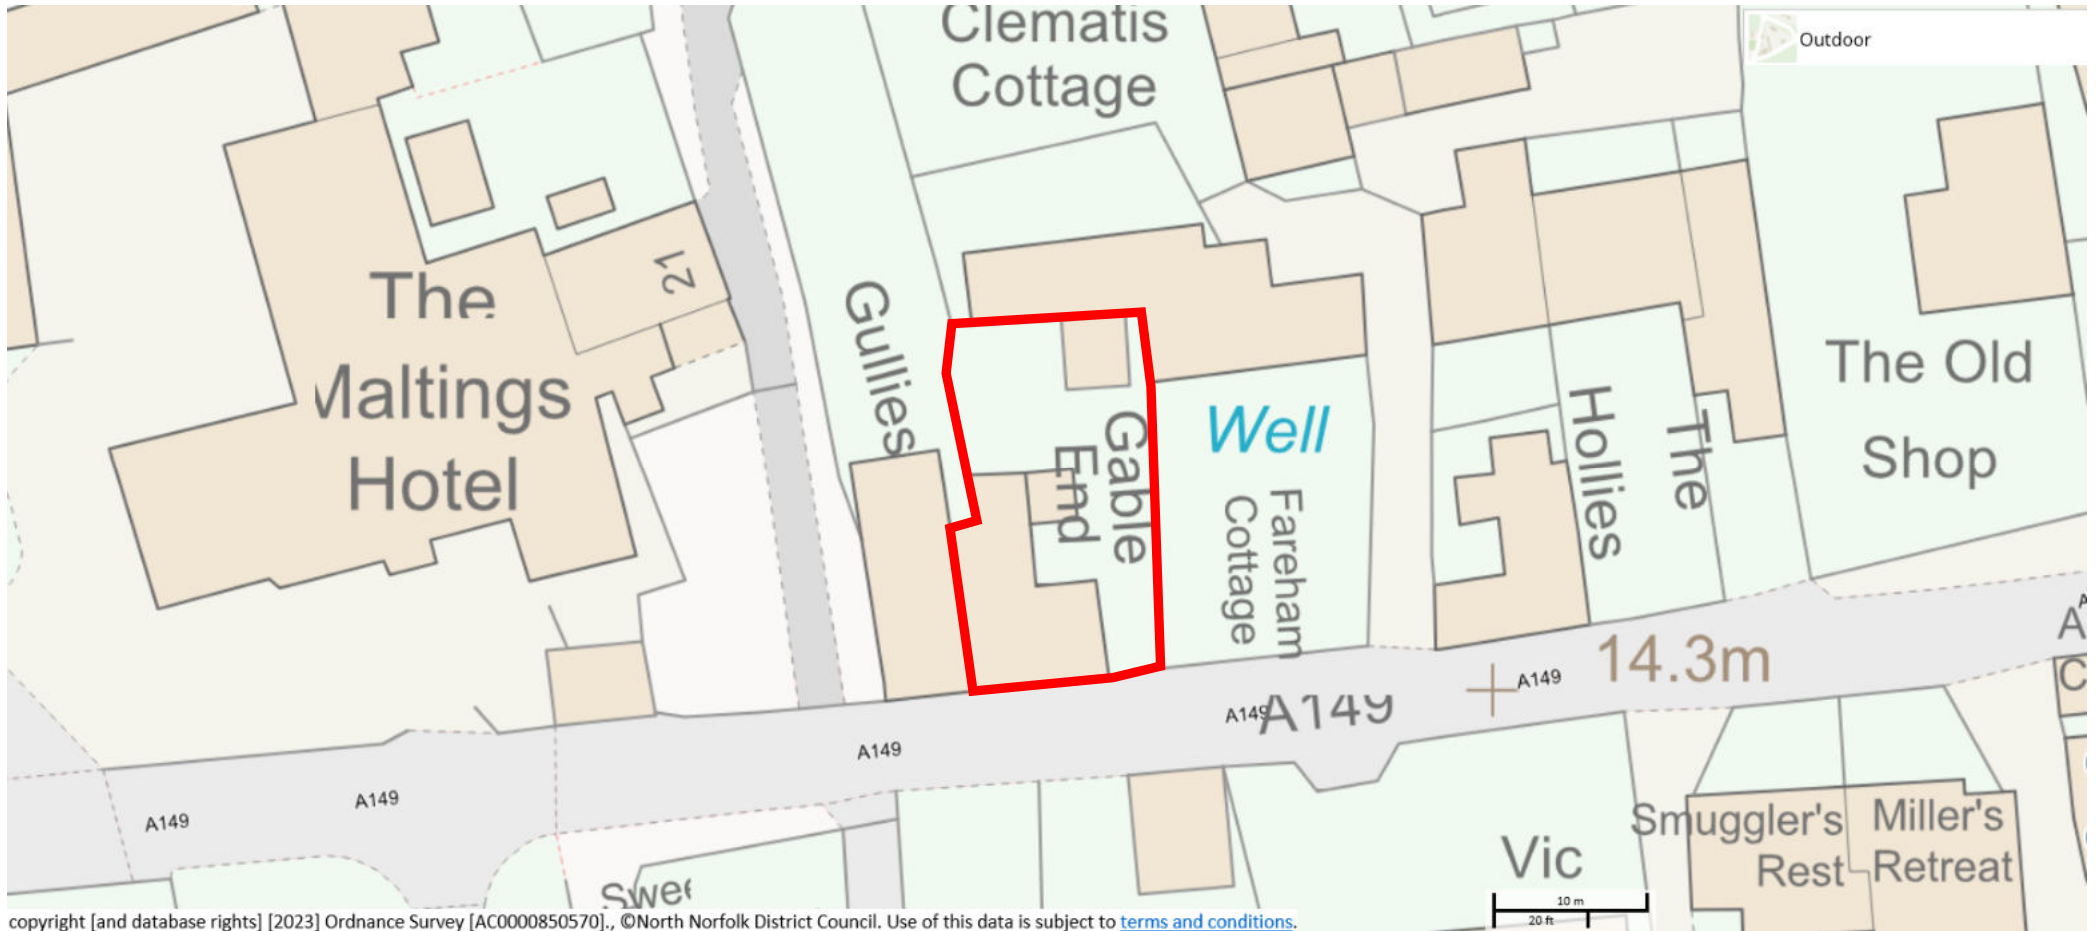 Clematis
Cottage
Outdoor
21
The
Maltings
Hotel
Gullies
Gable
End
Well
Fareham
Cottage
The
Hollies
The Old
Shop
14.3m
A149
A149
A149
A149
A149
A149
Smuggler's
Rest
Miller's
Retreat
Vic
10 m
20 ft
copyright [and database rights] [2023] Ordnance Survey [AC0000850570]., ©North Norfolk District Council. Use of this data is subject to terms and conditions.